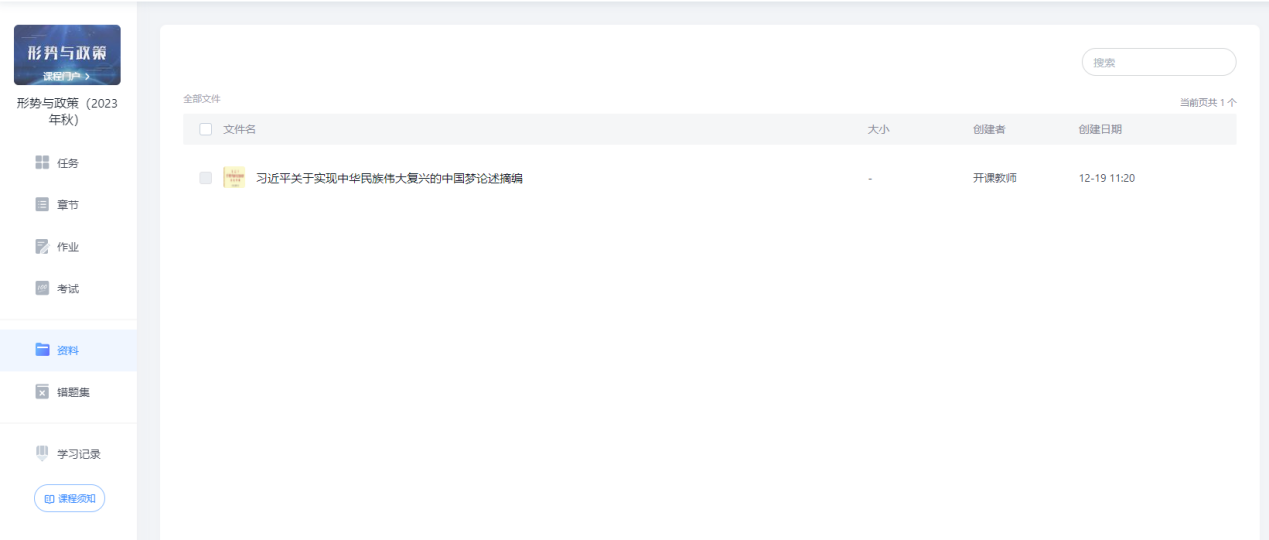 形势与政策
课程门户 >
形势与政策（2023
年秋）
任务
章节
作业
考试
资料
错题集
学习记录
课程须知
搜索
全部文件
当前页共 1 个
文件名 大小 创建者 创建日期
习近平关于实现中华民族伟大复兴的中国梦论述摘编 - 开课教师 12-19 11:20